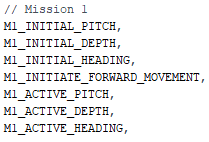 // Mission 1
M1_INITIAL_PITCH,
M1_INITIAL_DEPTH,
M1_INITIAL_HEADING,
M1_INITIATE_FORWARD_MOVEMENT,
M1_ACTIVE_PITCH,
M1_ACTIVE_DEPTH,
M1_ACTIVE_HEADING,